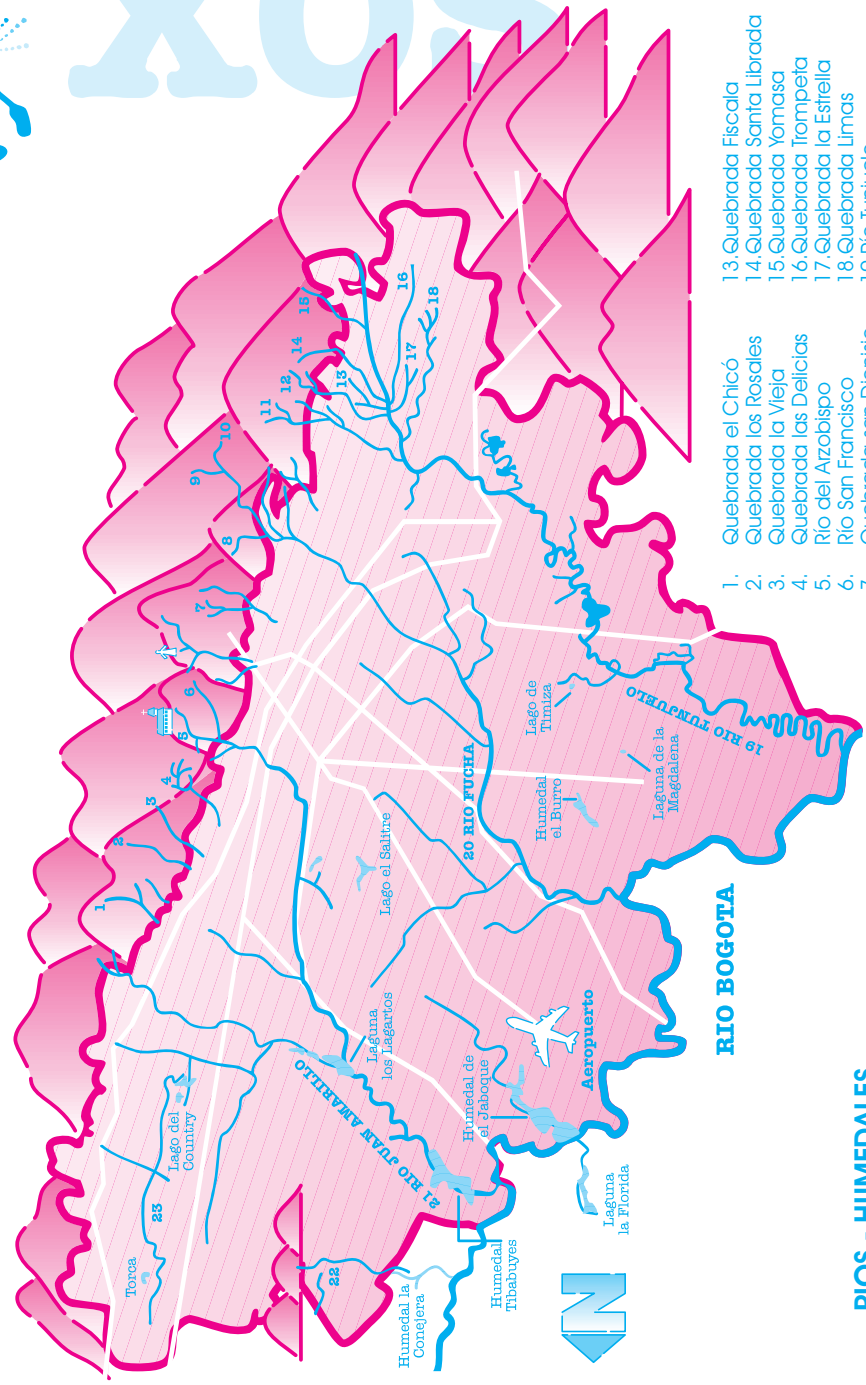 XOS
1
2
3
4
5
6
7
8
9
10
11
12
13
14
15
16
17
18
Torca
23
Lago del
Country
22
Humedal la
Conejera
Humedal
Tibabuyes
21 RIO JUAN AMARILLO
Laguna
los Lagartos
Lago el Salitre
Humedal de
el Jaboque
Laguna
la Florida
Aeropuerto
20 RIO FUCHA
Humedal
el Burro
Lago de
Timiza
Laguna de la
Magdalena
19 RIO TUNJUELO
RIO BOGOTA
N
1. Quebrada el Chicó
2. Quebrada los Rosales
3. Quebrada la Vieja
4. Quebrada las Delicias
5. Río del Arzobispo
6. Río San Francisco
13.Quebrada Fiscala
14.Quebrada Santa Librada
15.Quebrada Yomasa
16.Quebrada Trompeta
17.Quebrada la Estrella
18.Quebrada Limas
RIOS - HUMEDALES